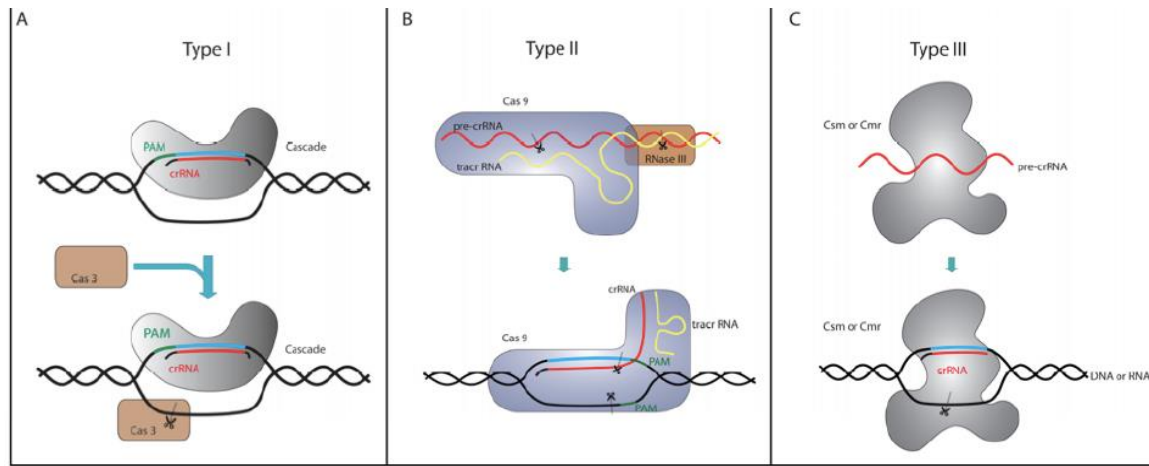 A
Type I
PAM
crRNA
Cascade
Cas 3
PAM
crRNA
Cascade
Cas 3
B
Type II
Cas 9
pre-crRNA
tracr RNA
RNase III
crRNA
tracr RNA
Cas 9
PAM
PAM
C
Type III
Csm or Cmr
pre-crRNA
Csm or Cmr
crRNA
DNA or RNA